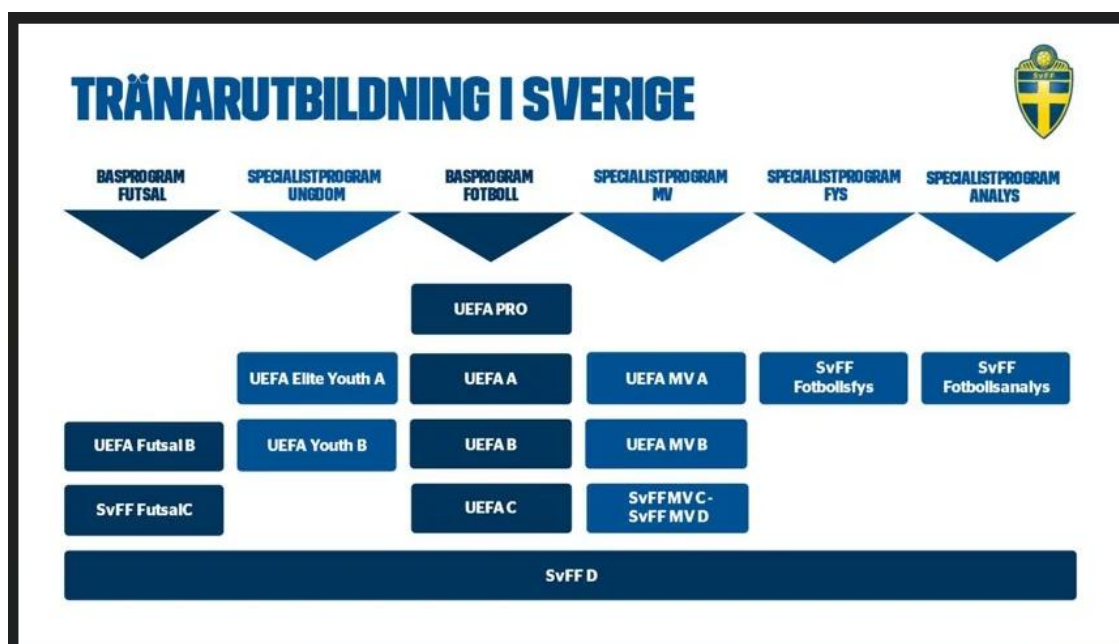 TRÄNARUTBILDNING I SVERIGE
SvFF
BASPROGRAM
FUTSAL
SPECIALISTPROGRAM
UNGDOM
BASPROGRAM
FOTBOLL
SPECIALISTPROGRAM
MV
SPECIALISTPROGRAM
FYS
SPECIALISTPROGRAM
ANALYS
UEFA PRO
UEFA Elite Youth A
UEFA A
UEFA MV A
SvFF
Fotbollsfys
SvFF
Fotbollsanalys
UEFA Futsal B
UEFA Youth B
UEFA B
UEFA MV B
SvFF FutsalC
UEFA C
SvFF MV C-
SvFF MV D
SvFF D